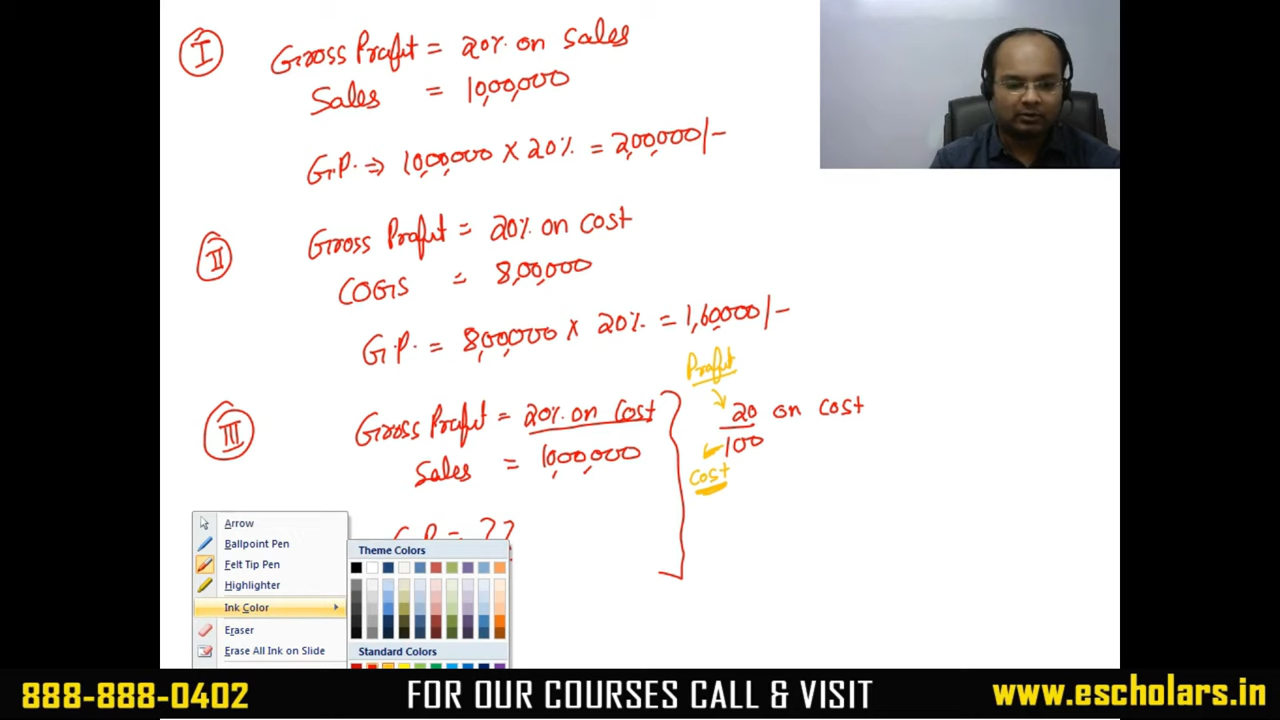 I
Gross Profit = 20% on sales
Sales = 10,00,000
G.P. ⇒ 10,00,000 X 20% = 2,00,000/-
II
Gross Profit = 20% on cost
COGS = 8,00,000
G.P. = 8,00,000 x 20% = 1,60,000/-
III
Gross Profit = 20% on Cost
Sales = 10,00,000
G.P. = ??
Profit
20 on cost
100
Cost
Arrow
Ballpoint Pen
Felt Tip Pen
Highlighter
Ink Color
Eraser
Erase All Ink on Slide
Theme Colors
Standard Colors
888-888-0402 FOR OUR COURSES CALL & VISIT www.escholars.in